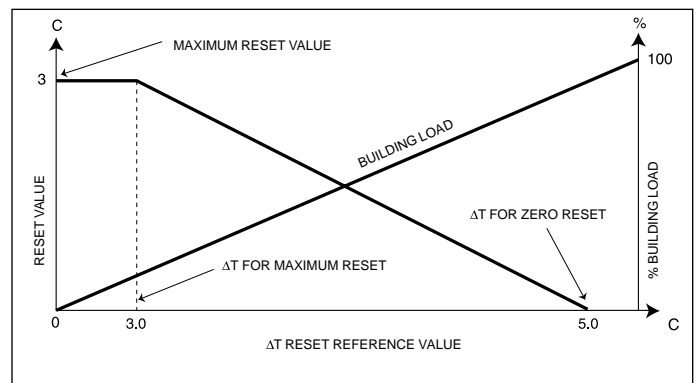 C
%
MAXIMUM RESET VALUE
3
100
BUILDING LOAD
RESET VALUE
ΔT FOR ZERO RESET
% BUILDING LOAD
ΔT FOR MAXIMUM RESET
0
3.0
5.0
C
ΔT RESET REFERENCE VALUE